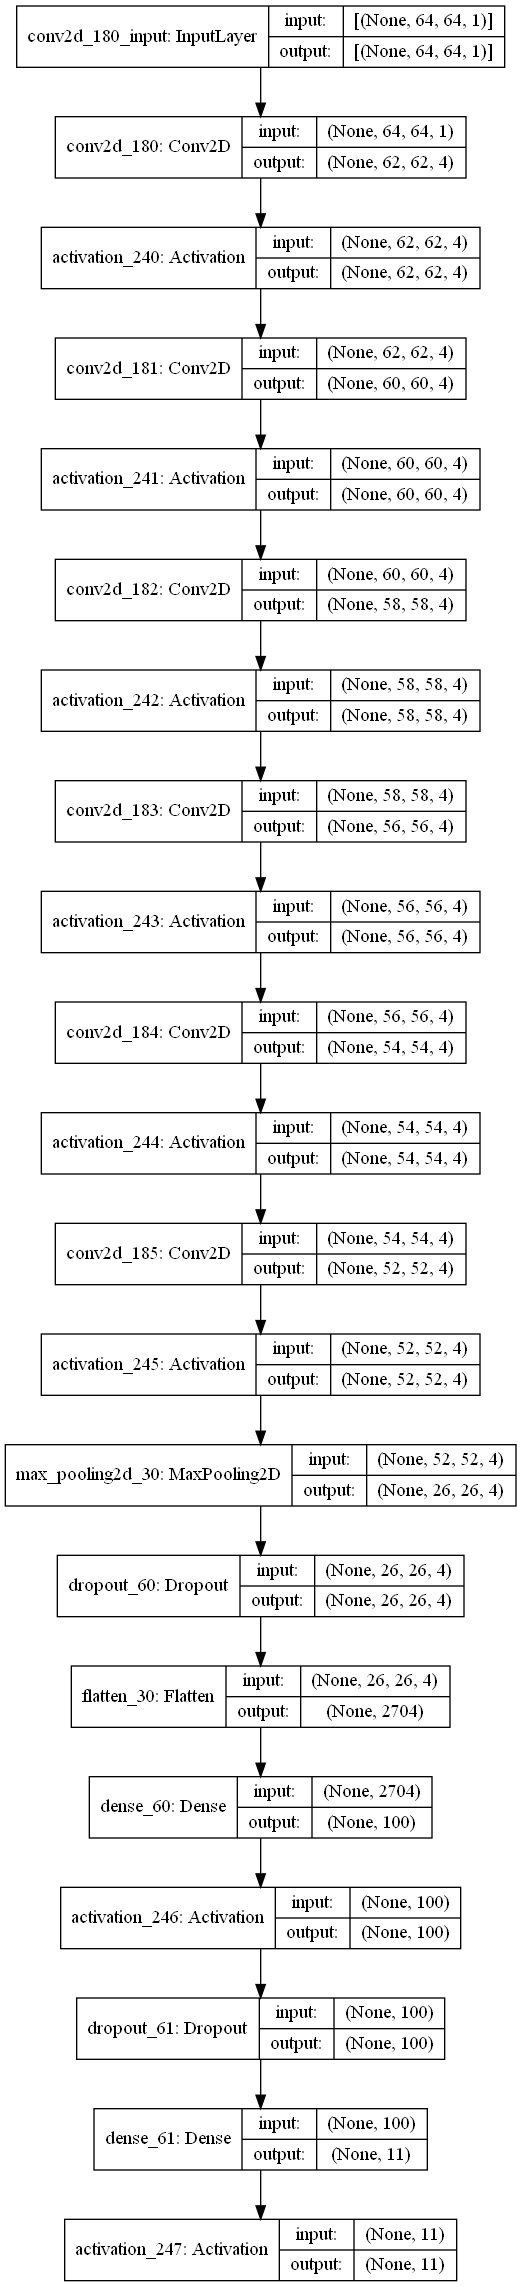 conv2d_180_input: InputLayer
input:
[(None, 64, 64, 1)]
output:
[(None, 64, 64, 1)]
conv2d_180: Conv2D
input:
(None, 64, 64, 1)
output:
(None, 62, 62, 4)
activation_240: Activation
input:
(None, 62, 62, 4)
output:
(None, 62, 62, 4)
conv2d_181: Conv2D
input:
(None, 62, 62, 4)
output:
(None, 60, 60, 4)
activation_241: Activation
input:
(None, 60, 60, 4)
output:
(None, 60, 60, 4)
conv2d_182: Conv2D
input:
(None, 60, 60, 4)
output:
(None, 58, 58, 4)
activation_242: Activation
input:
(None, 58, 58, 4)
output:
(None, 58, 58, 4)
conv2d_183: Conv2D
input:
(None, 58, 58, 4)
output:
(None, 56, 56, 4)
activation_243: Activation
input:
(None, 56, 56, 4)
output:
(None, 56, 56, 4)
conv2d_184: Conv2D
input:
(None, 56, 56, 4)
output:
(None, 54, 54, 4)
activation_244: Activation
input:
(None, 54, 54, 4)
output:
(None, 54, 54, 4)
conv2d_185: Conv2D
input:
(None, 54, 54, 4)
output:
(None, 52, 52, 4)
activation_245: Activation
input:
(None, 52, 52, 4)
output:
(None, 52, 52, 4)
max_pooling2d_30: MaxPooling2D
input:
(None, 52, 52, 4)
output:
(None, 26, 26, 4)
dropout_60: Dropout
input:
(None, 26, 26, 4)
output:
(None, 26, 26, 4)
flatten_30: Flatten
input:
(None, 26, 26, 4)
output:
(None, 2704)
dense_60: Dense
input:
(None, 2704)
output:
(None, 100)
activation_246: Activation
input:
(None, 100)
output:
(None, 100)
dropout_61: Dropout
input:
(None, 100)
output:
(None, 100)
dense_61: Dense
input:
(None, 100)
output:
(None, 11)
activation_247: Activation
input:
(None, 11)
output:
(None, 11)